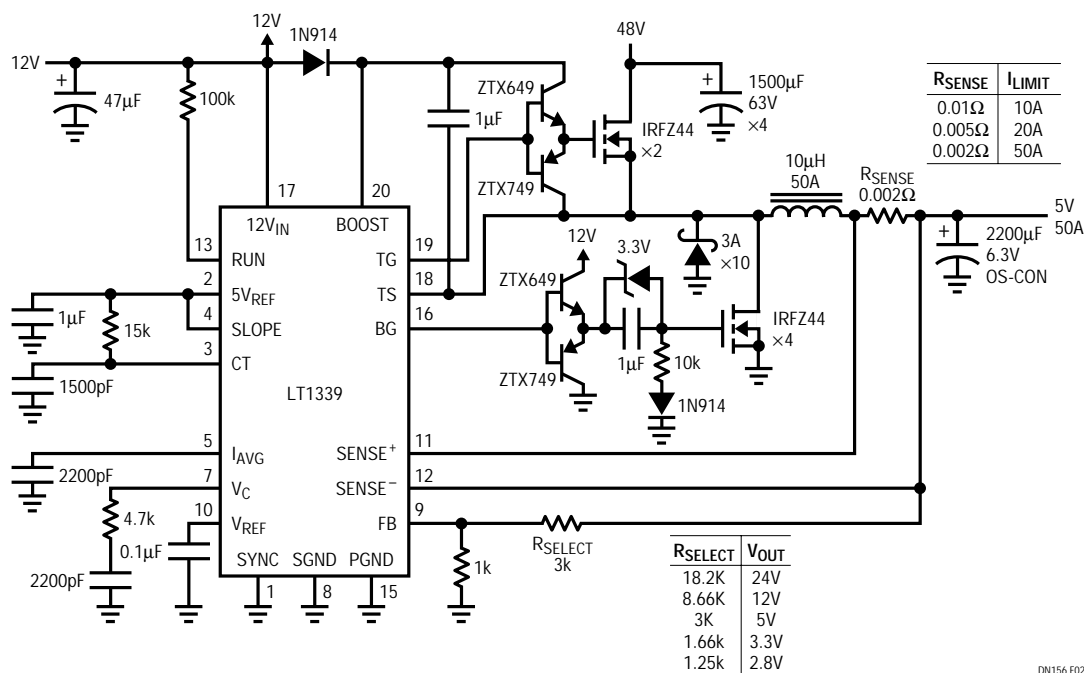 12V
12V
1N914
48V
+
47µF
100k
1µF
ZTX649
ZTX749
IRFZ44
×2
+
1500µF
63V
×4
RSENSE ILIMIT
0.01Ω 10A
0.005Ω 20A
0.002Ω 50A
10µH
50A
RSENSE
0.002Ω
+
2200µF
6.3V
OS-CON
5V
50A
17
20
12VIN
BOOST
13
RUN
2
5VREF
4
SLOPE
3
CT
LT1339
5
IAVG
7
VC
10
VREF
SYNC
SGND
PGND
1
8
15
19
TG
18
TS
16
BG
11
SENSE+
12
SENSE−
9
FB
1µF
15k
1500pF
2200pF
4.7k
2200pF
0.1µF
12V
ZTX649
ZTX749
3.3V
1µF
10k
1N914
3A
×10
IRFZ44
×4
1k
RSELECT
3k
RSELECT VOUT
18.2K 24V
8.66K 12V
3K 5V
1.66k 3.3V
1.25k 2.8V
DN156 F02